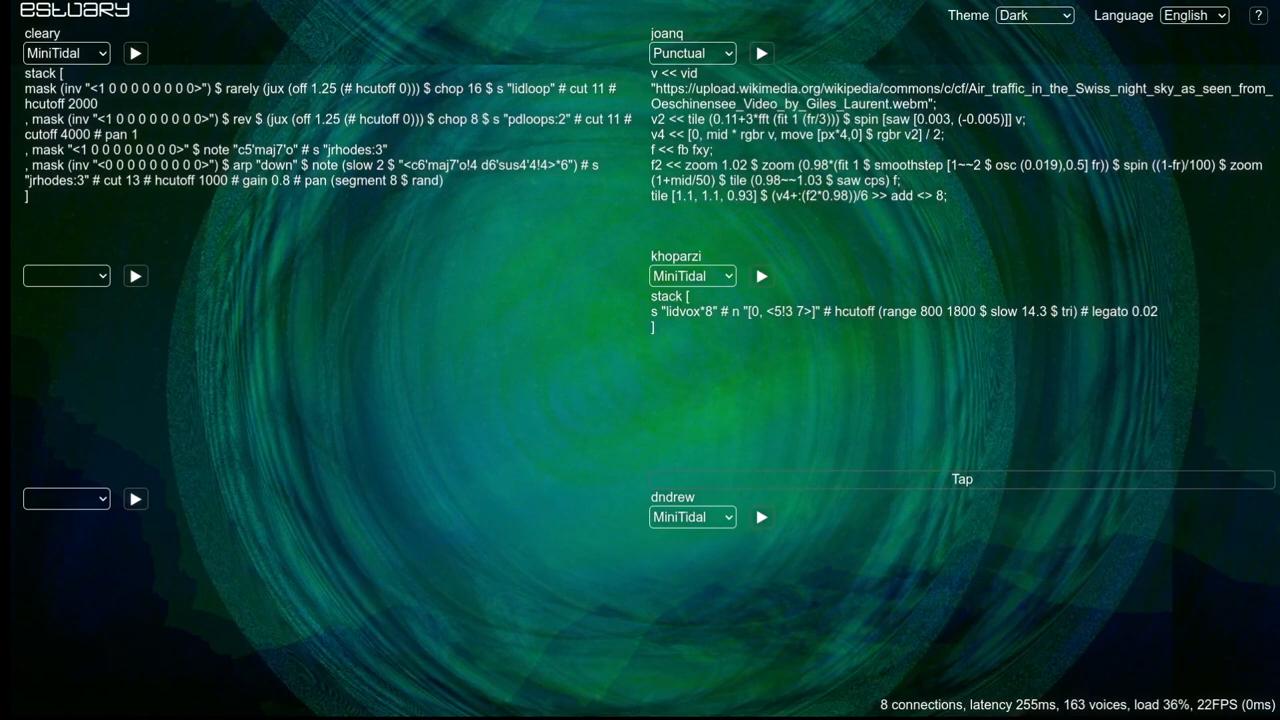 estuary
Theme Dark Language English ?
cleary
MiniTidal
stack [
mask (inv "<1 0 0 0 0 0 0 0 0>") $ rarely (jux (off 1.25 (# hcutoff 0))) $ chop 16 $ s "lidloop" # cut 11 #
hcutoff 2000
, mask (inv "<1 0 0 0 0 0 0 0>") $ rev $ (jux (off 1.25 (# hcutoff 0))) $ chop 8 $ s "pdloops:2" # cut 11 #
cutoff 4000 # pan 1
, mask "<1 0 0 0 0 0 0 0>" $ note "c5'maj7'o" # s "jrhodes:3"
, mask (inv "<0 0 0 0 0 0 0 0>") $ arp "down" $ note (slow 2 $ "<c6'maj7'o!4 d6'sus4'4!4>*6") # s
"jrhodes:3" # cut 13 # hcutoff 1000 # gain 0.8 # pan (segment 8 $ rand)
]
joanq
Punctual
v << vid
"https://upload.wikimedia.org/wikipedia/commons/c/cf/Air_traffic_in_the_Swiss_night_sky_as_seen_from_
Oeschinensee_Video_by_Giles_Laurent.webm";
v2 << tile (0.11+3*fft (fit 1 (fr/3))) $ spin [saw [0.003, (-0.005)]] v;
v4 << [0, mid * rgbr v, move [px*4,0] $ rgbr v2] / 2;
f << fb fxy;
f2 << zoom 1.02 $ zoom (0.98*(fit 1 $ smoothstep [1~~2 $ osc (0.019),0.5] fr)) $ spin ((1-fr)/100) $ zoom
(1+mid/50) $ tile (0.98~~1.03 $ saw cps) f;
tile [1.1, 1.1, 0.93] $ (v4+:(f2*0.98))/6 >> add <> 8;
khoparzi
MiniTidal
stack [
s "lidvox*8" # n "[0, <5!3 7>]" # hcutoff (range 800 1800 $ slow 14.3 $ tri) # legato 0.02
]
Tap
dndrew
MiniTidal
8 connections, latency 255ms, 163 voices, load 36%, 22FPS (0ms)